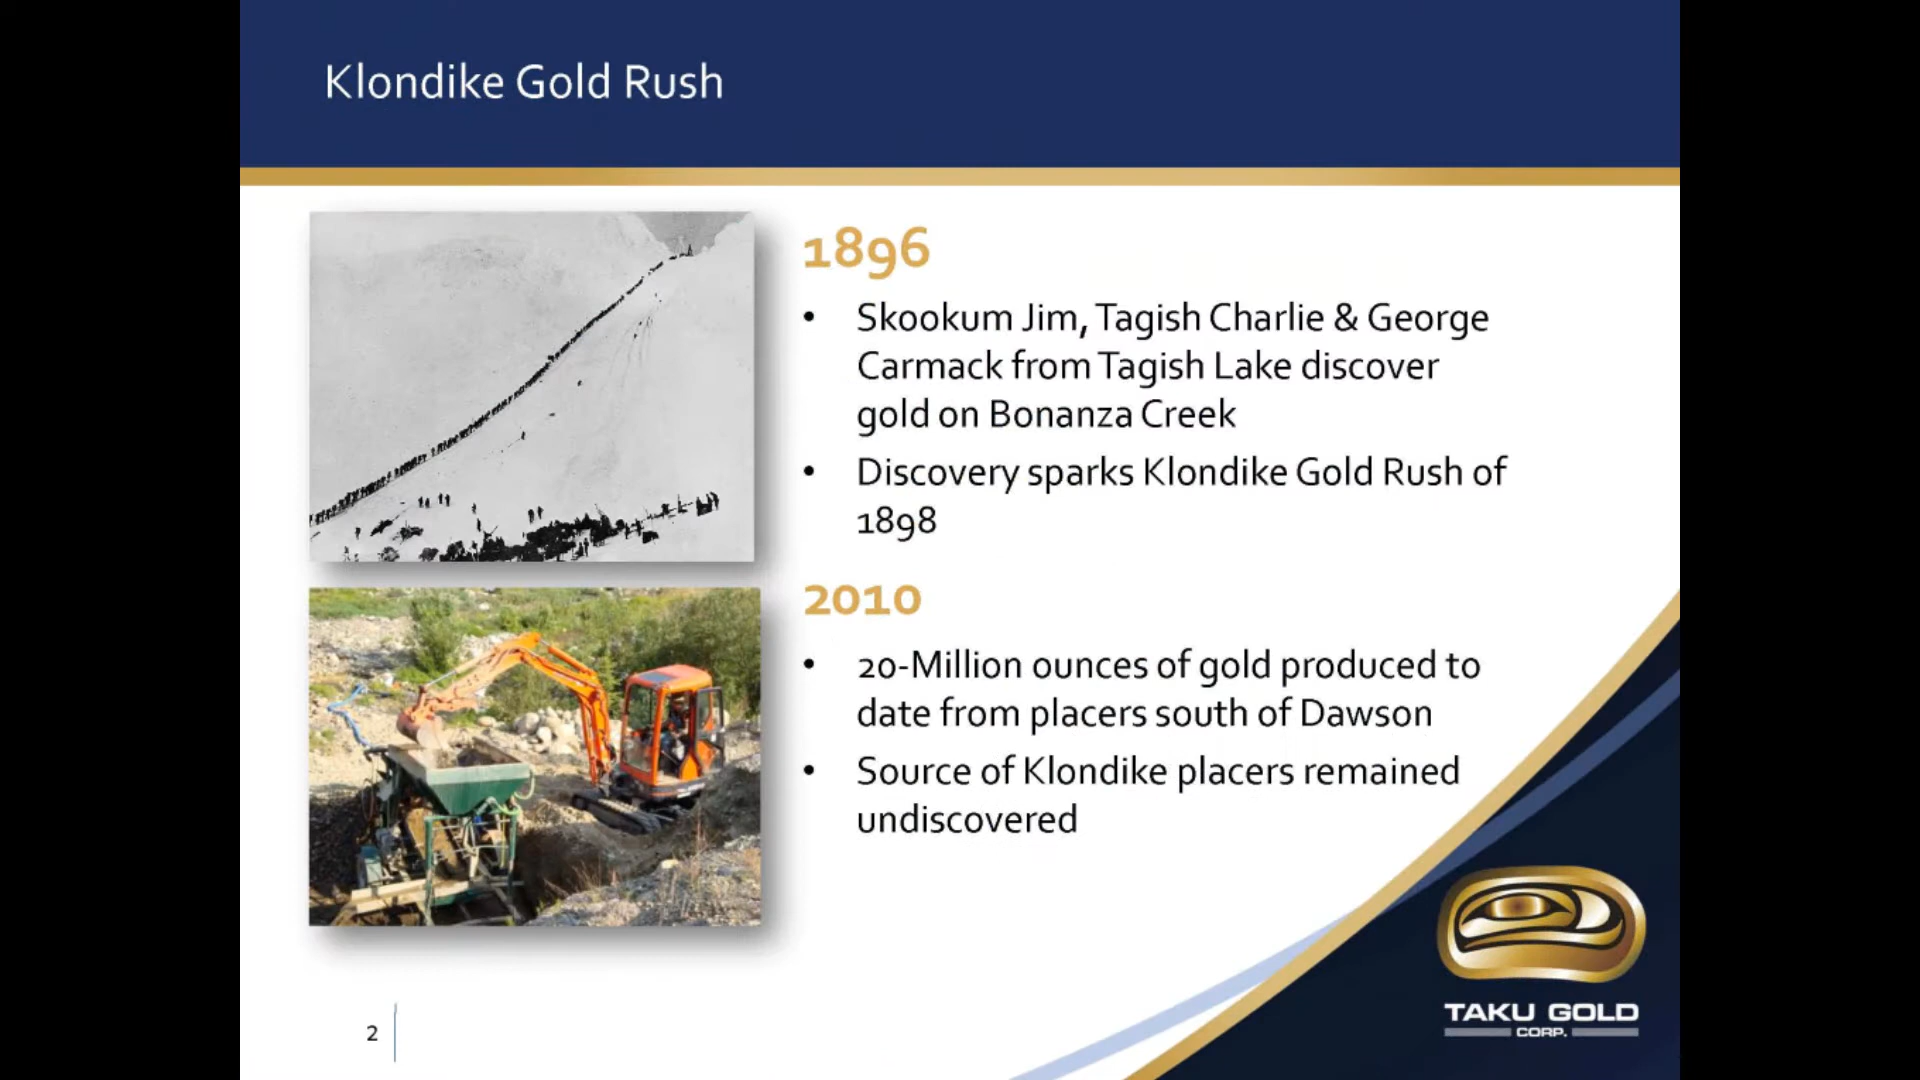 Klondike Gold Rush
1896
• Skookum Jim, Tagish Charlie & George
Carmack from Tagish Lake discover
gold on Bonanza Creek
• Discovery sparks Klondike Gold Rush of
1898
2010
• 20-Million ounces of gold produced to
date from placers south of Dawson
• Source of Klondike placers remained
undiscovered
TAKU GOLD
CORP.
2